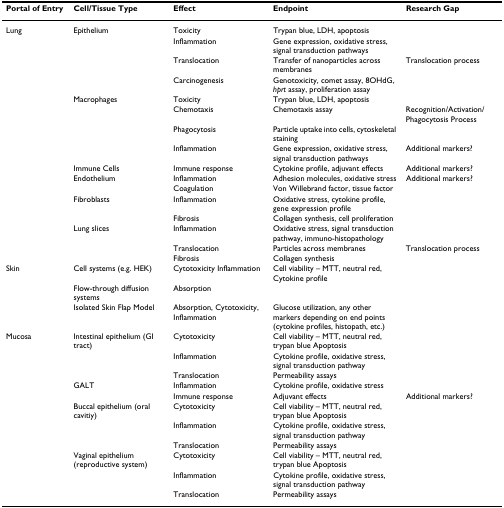 Portal of Entry Cell/Tissue Type Effect Endpoint Research Gap
Lung Epithelium Toxicity Trypan blue, LDH, apoptosis
Inflammation Gene expression, oxidative stress,
signal transduction pathways
Translocation Transfer of nanoparticles across Translocation process
membranes
Carcinogenesis Genotoxicity, comet assay, 8OHdG,
hprt assay, proliferation assay
Macrophages Toxicity Trypan blue, LDH, apoptosis
Chemotaxis Chemotaxis assay Recognition/Activation/
Phagocytosis Process
Phagocytosis Particle uptake into cells, cytoskeletal
staining
Inflammation Gene expression, oxidative stress, Additional markers?
signal transduction pathways
Immune Cells Immune response Cytokine profile, adjuvant effects Additional markers?
Endothelium Inflammation Adhesion molecules, oxidative stress Additional markers?
Coagulation Von Willebrand factor, tissue factor
Fibroblasts Inflammation Oxidative stress, cytokine profile,
gene expression profile
Fibrosis Collagen synthesis, cell proliferation
Lung slices Inflammation Oxidative stress, signal transduction
pathway, immuno-histopathology
Translocation Particles across membranes Translocation process
Fibrosis Collagen synthesis
Skin Cell systems (e.g. HEK) Cytotoxicity Inflammation Cell viability – MTT, neutral red,
Cytokine profile
Flow-through diffusion Absorption
systems
Isolated Skin Flap Model Absorption, Cytotoxicity, Glucose utilization, any other
Inflammation markers depending on end points
(cytokine profiles, histopath, etc.)
Mucosa Intestinal epithelium (GI Cytotoxicity Cell viability – MTT, neutral red,
tract) trypan blue Apoptosis
Inflammation Cytokine profile, oxidative stress,
signal transduction pathway
Translocation Permeability assays
GALT Inflammation Cytokine profile, oxidative stress
Immune response Adjuvant effects Additional markers?
Buccal epithelium (oral Cytotoxicity Cell viability – MTT, neutral red,
cavitiy) trypan blue Apoptosis
Inflammation Cytokine profile, oxidative stress,
signal transduction pathway
Translocation Permeability assays
Vaginal epithelium Cytotoxicity Cell viability – MTT, neutral red,
(reproductive system) trypan blue Apoptosis
Inflammation Cytokine profile, oxidative stress,
signal transduction pathway
Translocation Permeability assays